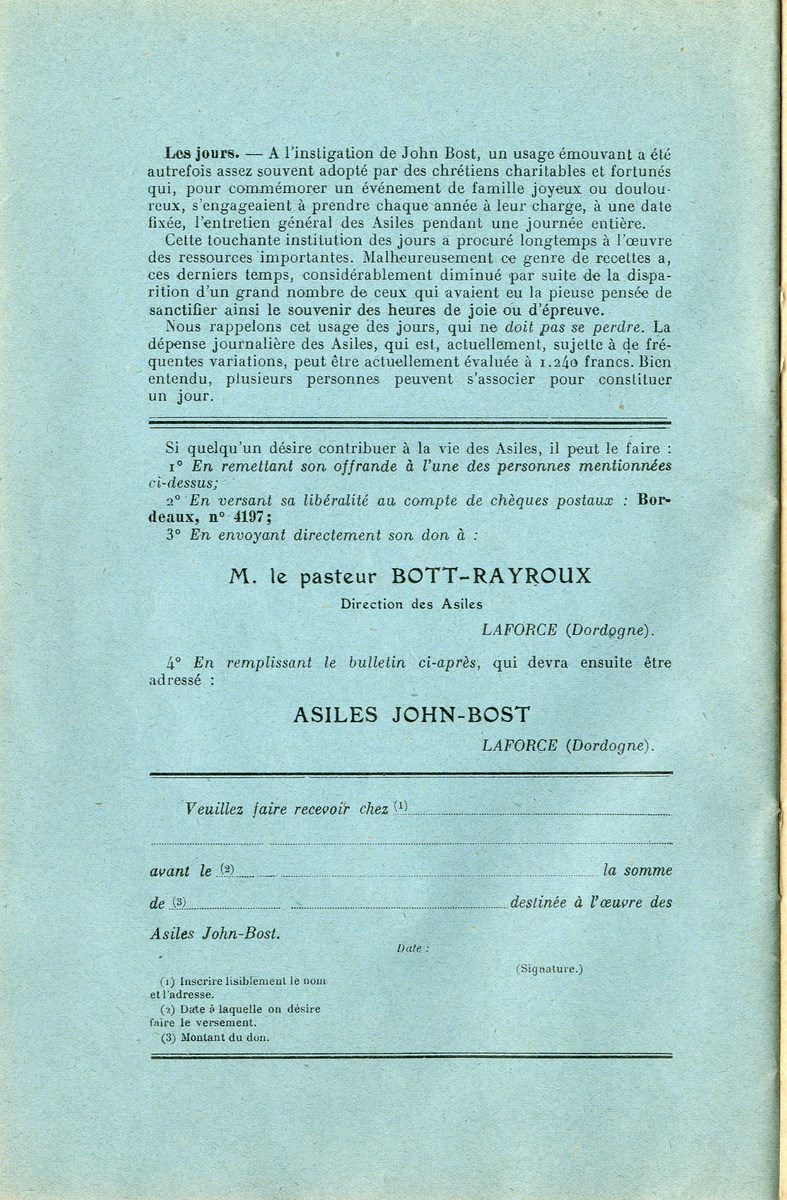 Les jours. — A l'instigation de John Bost, un usage émouvant a été
autrefois assez souvent adopté par des chrétiens charitables et fortunés
qui, pour commémorer un événement de famille joyeux ou doulou-
reux, s'engageaient à prendre chaque année à leur charge, à une date
fixée, l'entretien général des Asiles pendant une journée entière.
Cette touchante institution des jours a procuré longtemps à l'œuvre
des ressources importantes. Malheureusement ce genre de recettes a,
ces derniers temps, considérablement diminué par suite de la dispa-
rition d'un grand nombre de ceux qui avaient eu la pieuse pensée de
sanctifier ainsi le souvenir des heures de joie ou d'épreuve.
Nous rappelons cet usage des jours, qui ne doit pas se perdre. La
dépense journalière des Asiles, qui est, actuellement, sujette à de fré-
quentes variations, peut être actuellement évaluée à 1.240 francs. Bien
entendu, plusieurs personnes peuvent s'associer pour constituer
un jour.
Si quelqu'un désire contribuer à la vie des Asiles, il peut le faire :
1° En remettant son offrande à l'une des personnes mentionnées
ci-dessus;
2° En versant sa libéralité au compte de chèques postaux : Bor-
deaux, n° 4197;
3° En envoyant directement son don à :
M. le pasteur BOTT-RAYROUX
Direction des Asiles
LAFORCE (Dordogne).
4° En remplissant le bulletin ci-après, qui devra ensuite être
adressé :
ASILES JOHN-BOST
LAFORCE (Dordogne).
Veuillez faire recevoir chez (1)
avant le (2) la somme
de (3) destinée à l'œuvre des
Asiles John-Bost.
Date :
(Signature.)
(1) Inscrire lisiblement le nom
et l'adresse.
(2) Date à laquelle on désire
faire le versement.
(3) Montant du don.